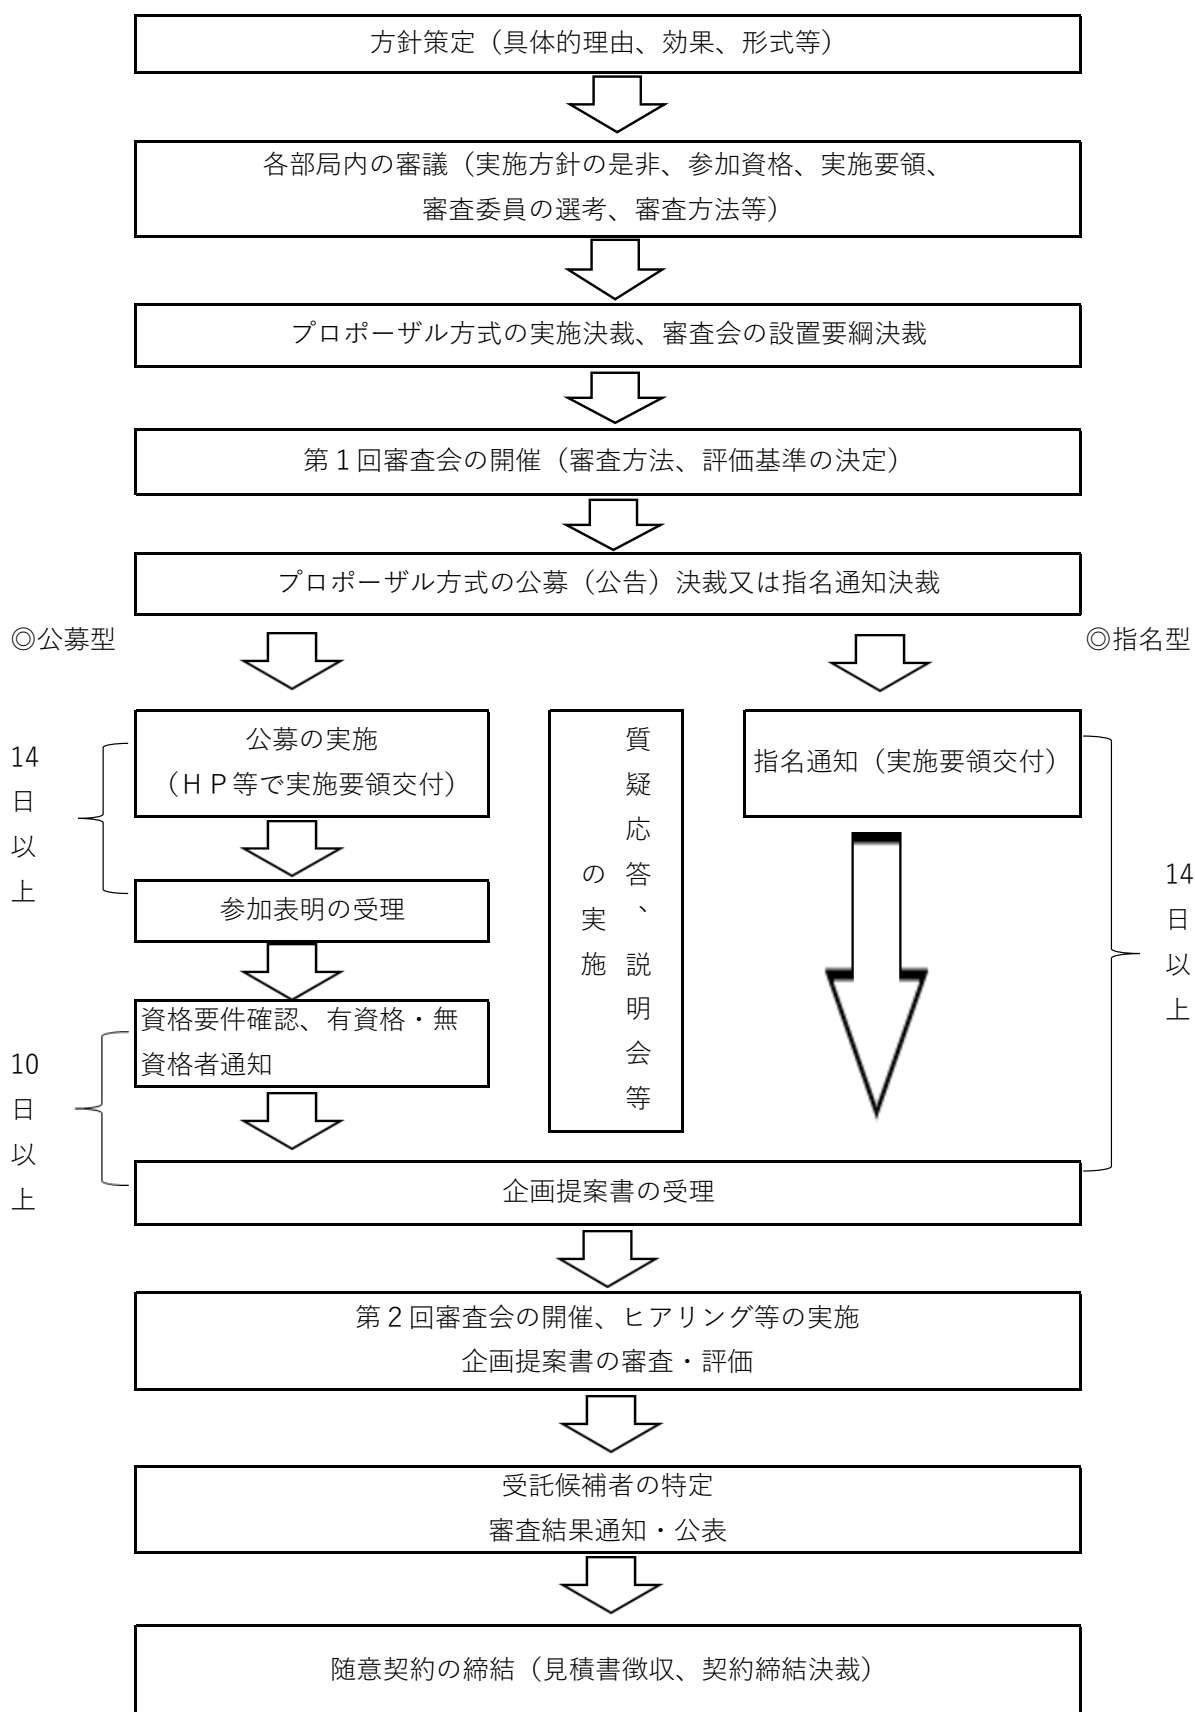 方針策定（具体的理由、効果、形式等）
各部局内の審議（実施方針の是非、参加資格、実施要領、
審査委員の選考、審査方法等）
プロポーザル方式の実施決裁、審査会の設置要綱決裁
第１回審査会の開催（審査方法、評価基準の決定）
プロポーザル方式の公募（公告）決裁又は指名通知決裁
◎公募型
◎指名型
14日以上
公募の実施
（ＨＰ等で実施要領交付）
参加表明の受理
10日以上
資格要件確認、有資格・無
資格者通知
質疑応答、説明会等
の実施
指名通知（実施要領交付）
14日以上
企画提案書の受理
第２回審査会の開催、ヒアリング等の実施
企画提案書の審査・評価
受託候補者の特定
審査結果通知・公表
随意契約の締結（見積書徴収、契約締結決裁）